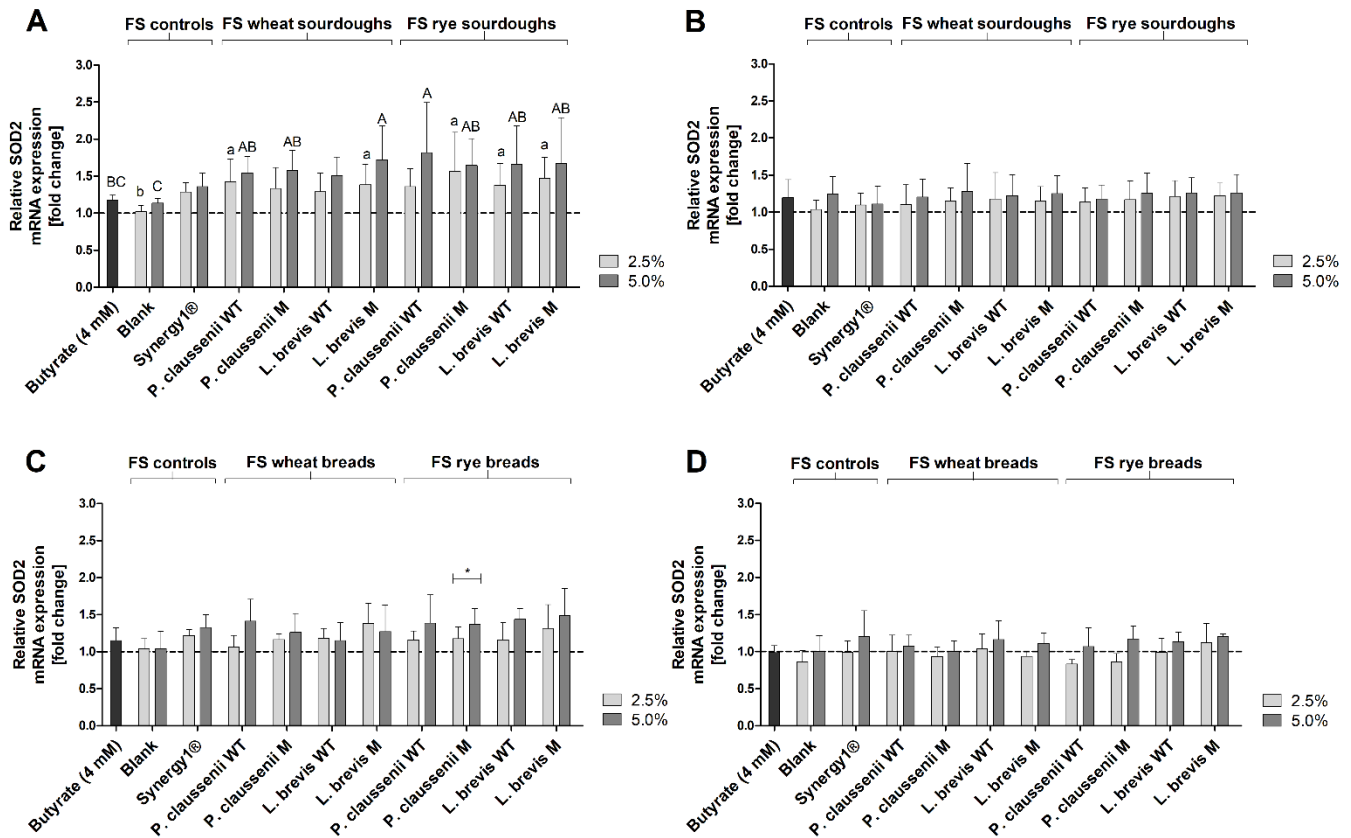 A
FS controls FS wheat sourdoughs FS rye sourdoughs
Relative SOD2
mRNA expression
[fold change]
3.0
2.5
2.0
1.5
1.0
0.5
0.0
BC b C a AB AB a A A a AB a AB a AB
2.5%
5.0%
Butyrate (4 mM)
Blank
Synergy1®
P. claussenii WT
P. claussenii M
L. brevis WT
L. brevis M
P. claussenii WT
P. claussenii M
L. brevis WT
L. brevis M
B
FS controls FS wheat sourdoughs FS rye sourdoughs
Relative SOD2
mRNA expression
[fold change]
3.0
2.5
2.0
1.5
1.0
0.5
0.0
2.5%
5.0%
Butyrate (4 mM)
Blank
Synergy1®
P. claussenii WT
P. claussenii M
L. brevis WT
L. brevis M
P. claussenii WT
P. claussenii M
L. brevis WT
L. brevis M
C
FS controls FS wheat breads FS rye breads
Relative SOD2
mRNA expression
[fold change]
3.0
2.5
2.0
1.5
1.0
0.5
0.0
*
2.5%
5.0%
Butyrate (4 mM)
Blank
Synergy1®
P. claussenii WT
P. claussenii M
L. brevis WT
L. brevis M
P. claussenii WT
P. claussenii M
L. brevis WT
L. brevis M
D
FS controls FS wheat breads FS rye breads
Relative SOD2
mRNA expression
[fold change]
3.0
2.5
2.0
1.5
1.0
0.5
0.0
2.5%
5.0%
Butyrate (4 mM)
Blank
Synergy1®
P. claussenii WT
P. claussenii M
L. brevis WT
L. brevis M
P. claussenii WT
P. claussenii M
L. brevis WT
L. brevis M